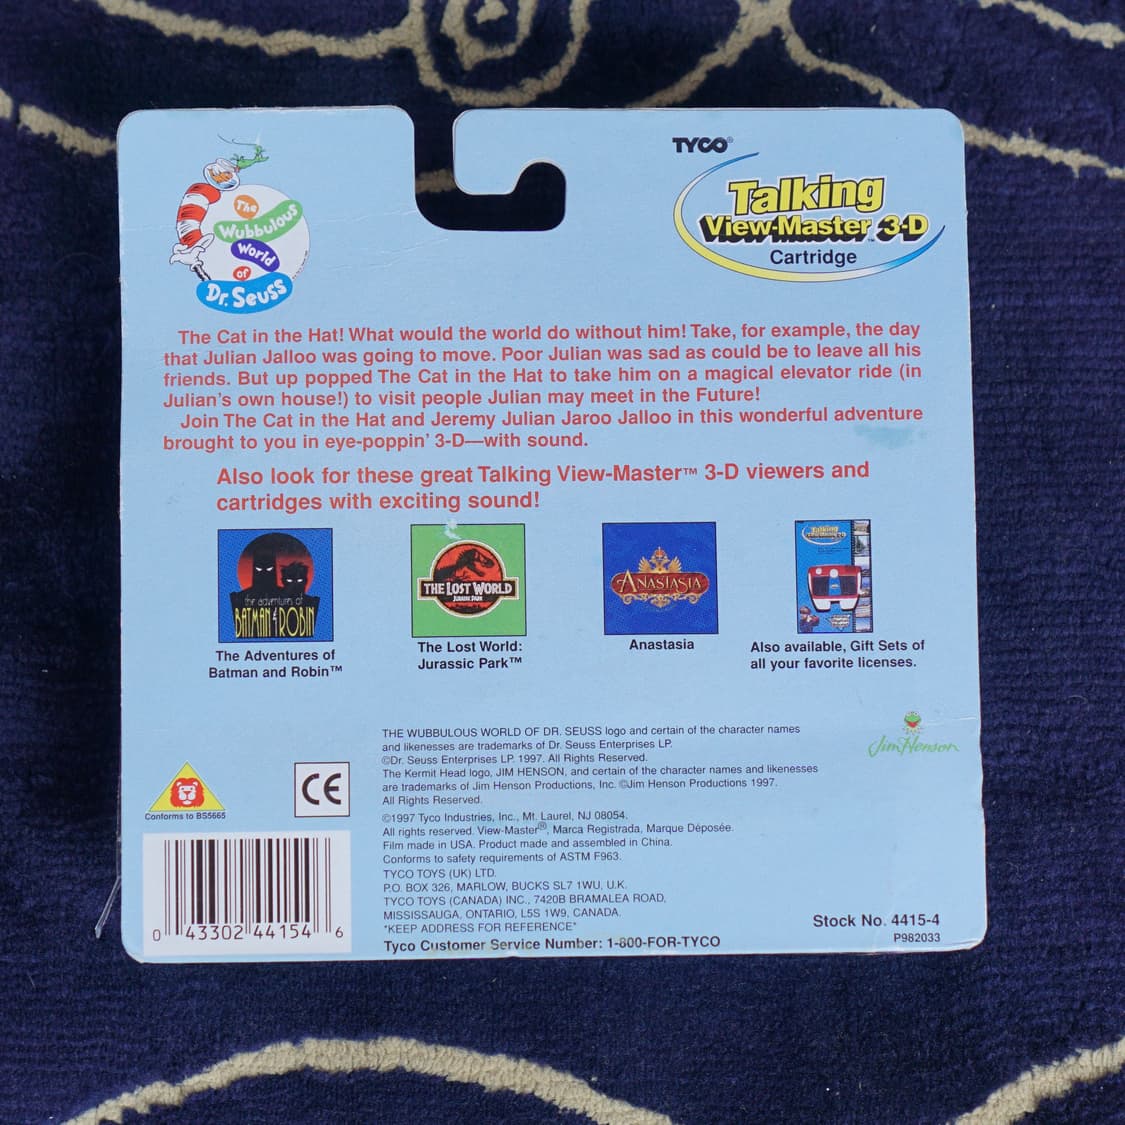 The
Wubbulous
World
of
Dr. Seuss
TYCO®
Talking
View-Master 3-D
Cartridge
The Cat in the Hat! What would the world do without him! Take, for example, the day
that Julian Jalloo was going to move. Poor Julian was sad as could be to leave all his
friends. But up popped The Cat in the Hat to take him on a magical elevator ride (in
Julian's own house!) to visit people Julian may meet in the Future!
Join The Cat in the Hat and Jeremy Julian Jaroo Jalloo in this wonderful adventure
brought to you in eye-poppin' 3-D—with sound.
Also look for these great Talking View-Master™ 3-D viewers and
cartridges with exciting sound!
the adventures of
BATMAN & ROBIN
THE LOST WORLD
JURASSIC PARK
ANASTASIA
Talking
View-Master 3-D
The Adventures of
Batman and Robin™
The Lost World:
Jurassic Park™
Anastasia
Also available, Gift Sets of
all your favorite licenses.
THE WUBBULOUS WORLD OF DR. SEUSS logo and certain of the character names
and likenesses are trademarks of Dr. Seuss Enterprises LP.
©Dr. Seuss Enterprises LP. 1997. All Rights Reserved.
The Kermit Head logo, JIM HENSON, and certain of the character names and likenesses
are trademarks of Jim Henson Productions, Inc. ©Jim Henson Productions 1997.
All Rights Reserved.
Jim Henson
Conforms to BS5665
CE
©1997 Tyco Industries, Inc., Mt. Laurel, NJ 08054.
All rights reserved. View-Master®, Marca Registrada, Marque Déposée.
Film made in USA. Product made and assembled in China.
Conforms to safety requirements of ASTM F963.
TYCO TOYS (UK) LTD.
P.O. BOX 326, MARLOW, BUCKS SL7 1WU, U.K.
TYCO TOYS (CANADA) INC., 7420B BRAMALEA ROAD,
MISSISSAUGA, ONTARIO, L5S 1W9, CANADA.
*KEEP ADDRESS FOR REFERENCE*
Tyco Customer Service Number: 1-800-FOR-TYCO
0 43302 44154 6
Stock No. 4415-4
P982033